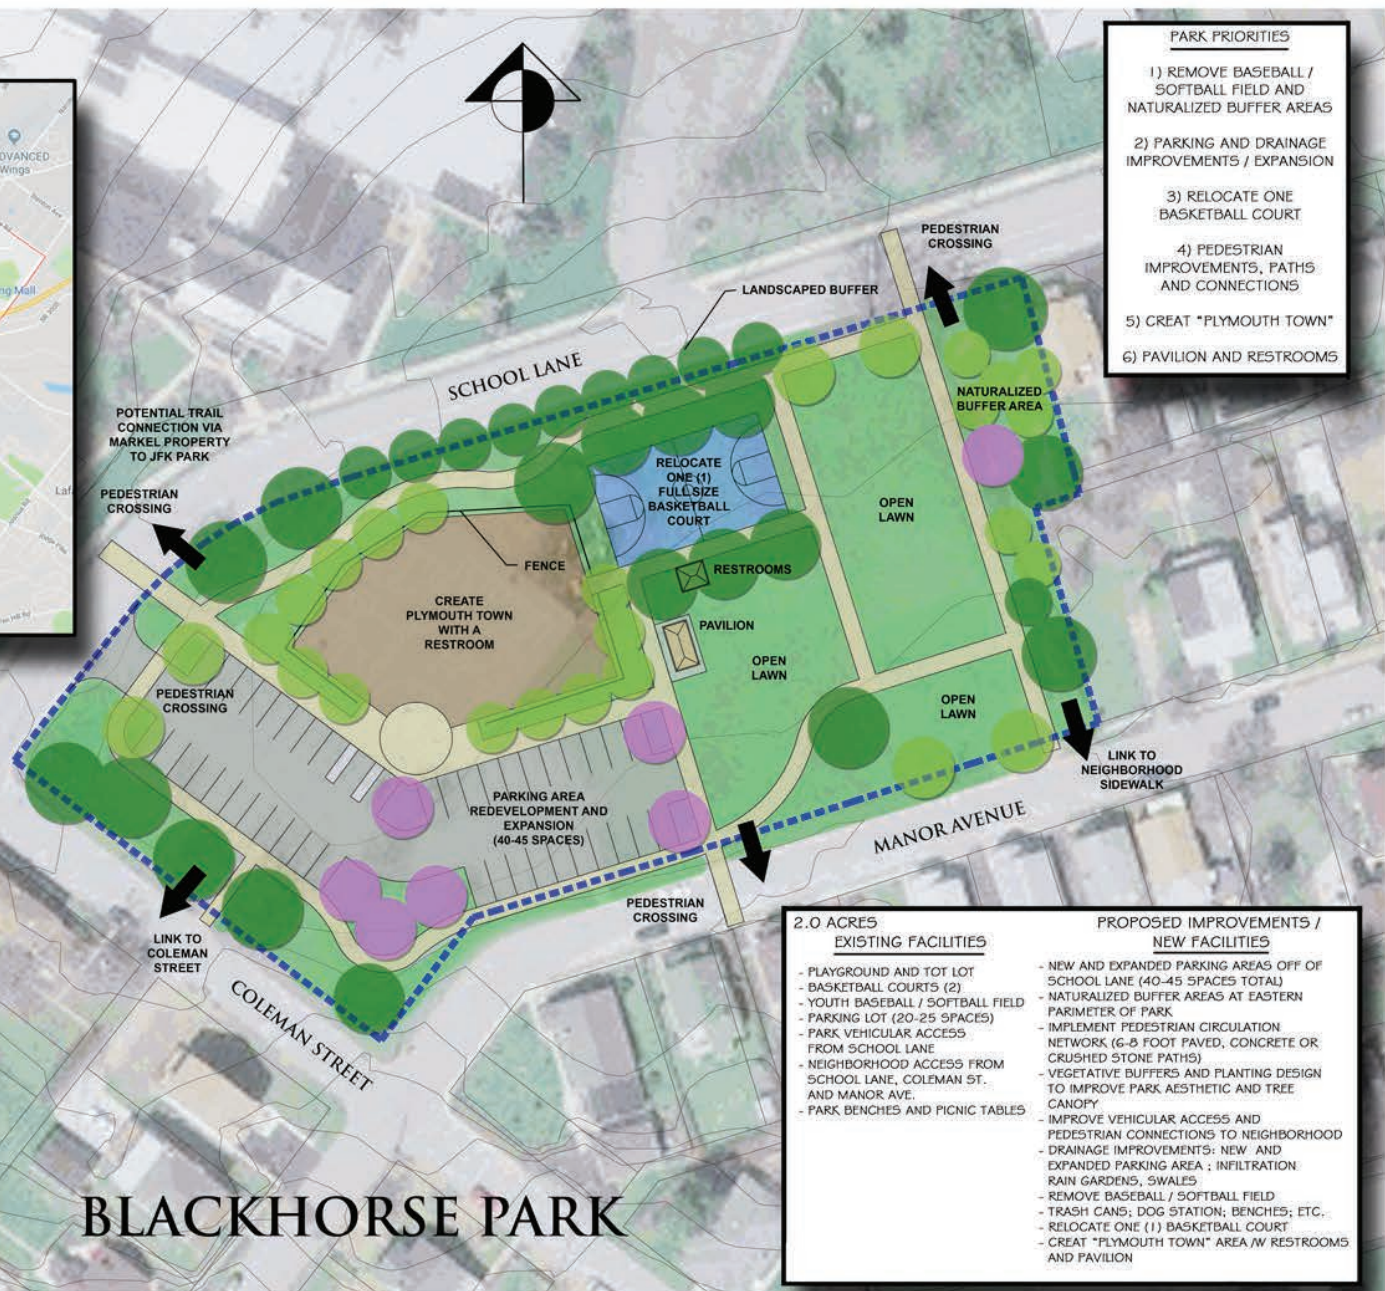 DVANCED
Wings
ng Mall
Laf
PARK PRIORITIES
1) REMOVE BASEBALL /
SOFTBALL FIELD AND
NATURALIZED BUFFER AREAS
2) PARKING AND DRAINAGE
IMPROVEMENTS / EXPANSION
3) RELOCATE ONE
BASKETBALL COURT
4) PEDESTRIAN
IMPROVEMENTS, PATHS
AND CONNECTIONS
5) CREAT "PLYMOUTH TOWN"
6) PAVILION AND RESTROOMS
PEDESTRIAN
CROSSING
LANDSCAPED BUFFER
SCHOOL LANE
NATURALIZED
BUFFER AREA
POTENTIAL TRAIL
CONNECTION VIA
MARKEL PROPERTY
TO JFK PARK
PEDESTRIAN
CROSSING
RELOCATE
ONE (1)
FULL SIZE
BASKETBALL
COURT
OPEN
LAWN
FENCE
RESTROOMS
CREATE
PLYMOUTH TOWN
WITH A
RESTROOM
PAVILION
OPEN
LAWN
PEDESTRIAN
CROSSING
OPEN
LAWN
LINK TO
NEIGHBORHOOD
SIDEWALK
PARKING AREA
REDEVELOPMENT AND
EXPANSION
(40-45 SPACES)
MANOR AVENUE
PEDESTRIAN
CROSSING
LINK TO
COLEMAN
STREET
COLEMAN STREET
2.0 ACRES
EXISTING FACILITIES
- PLAYGROUND AND TOT LOT
- BASKETBALL COURTS (2)
- YOUTH BASEBALL / SOFTBALL FIELD
- PARKING LOT (20-25 SPACES)
- PARK VEHICULAR ACCESS
FROM SCHOOL LANE
- NEIGHBORHOOD ACCESS FROM
SCHOOL LANE, COLEMAN ST.
AND MANOR AVE.
- PARK BENCHES AND PICNIC TABLES
PROPOSED IMPROVEMENTS /
NEW FACILITIES
- NEW AND EXPANDED PARKING AREAS OFF OF
SCHOOL LANE (40-45 SPACES TOTAL)
- NATURALIZED BUFFER AREAS AT EASTERN
PARIMETER OF PARK
- IMPLEMENT PEDESTRIAN CIRCULATION
NETWORK (6-8 FOOT PAVED, CONCRETE OR
CRUSHED STONE PATHS)
- VEGETATIVE BUFFERS AND PLANTING DESIGN
TO IMPROVE PARK AESTHETIC AND TREE
CANOPY
- IMPROVE VEHICULAR ACCESS AND
PEDESTRIAN CONNECTIONS TO NEIGHBORHOOD
- DRAINAGE IMPROVEMENTS: NEW AND
EXPANDED PARKING AREA ; INFILTRATION
RAIN GARDENS, SWALES
- REMOVE BASEBALL / SOFTBALL FIELD
- TRASH CANS; DOG STATION; BENCHES; ETC.
- RELOCATE ONE (1) BASKETBALL COURT
- CREAT "PLYMOUTH TOWN" AREA /W RESTROOMS
AND PAVILION
BLACKHORSE PARK